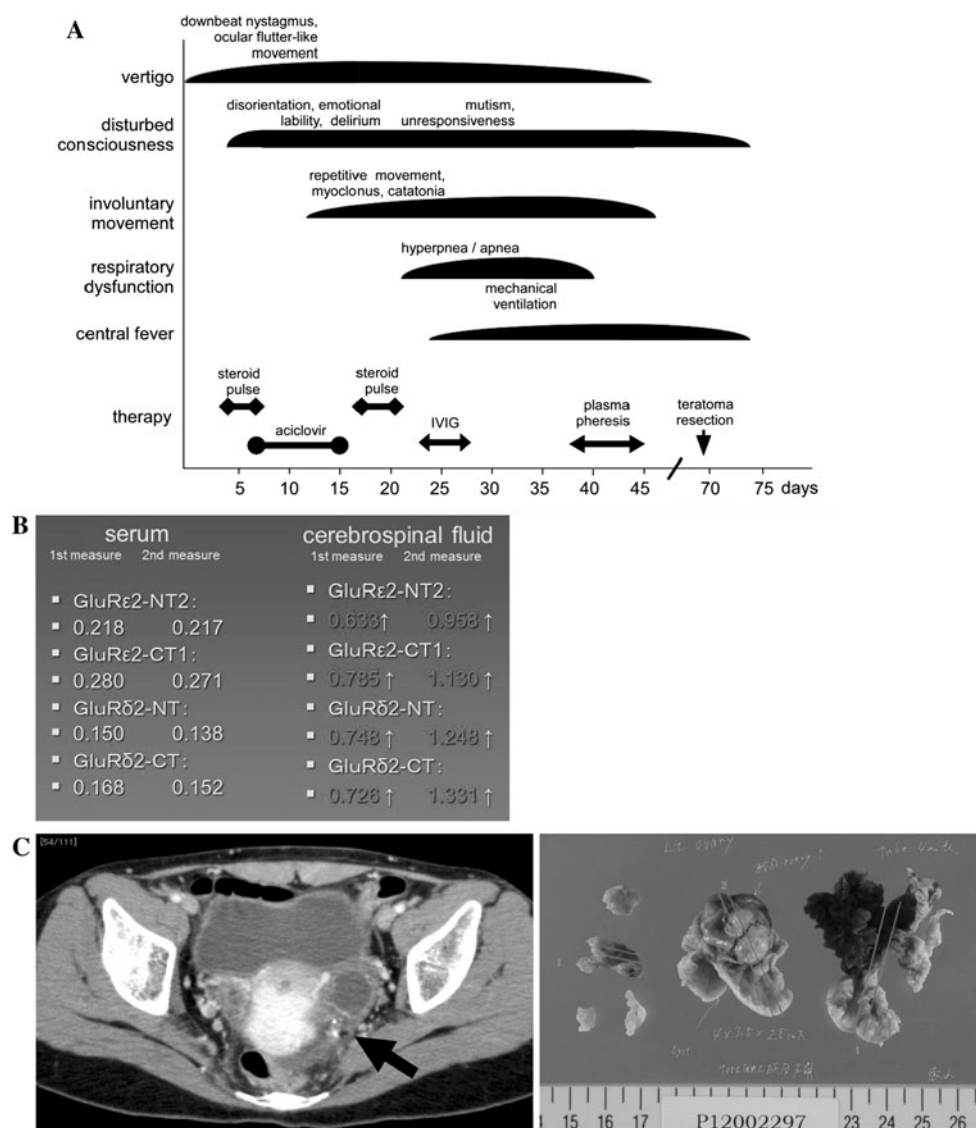 A
downbeat nystagmus,
ocular flutter-like
movement
vertigo
disorientation, emotional
lability, delirium
mutism,
unresponsiveness
disturbed
consciousness
repetitive movement,
myoclonus, catatonia
involuntary
movement
hyperpnea / apnea
respiratory
dysfunction
mechanical
ventilation
central fever
steroid
pulse
steroid
pulse
therapy
aciclovir
IVIG
plasma
pheresis
teratoma
resection
5 10 15 20 25 30 35 40 45 70 75 days
B
serum
1st measure 2nd measure
GluRε2-NT2:
0.218 0.217
GluRε2-CT1:
0.280 0.271
GluRδ2-NT:
0.150 0.138
GluRδ2-CT:
0.168 0.152
cerebrospinal fluid
1st measure 2nd measure
GluRε2-NT2:
0.633↑ 0.958↑
GluRε2-CT1:
0.785↑ 1.130↑
GluRδ2-NT:
0.748↑ 1.248↑
GluRδ2-CT:
0.726↑ 1.331↑
C
[54/111]
Lt ovary
tube
15 16 17 23 24 25 26
P12002297